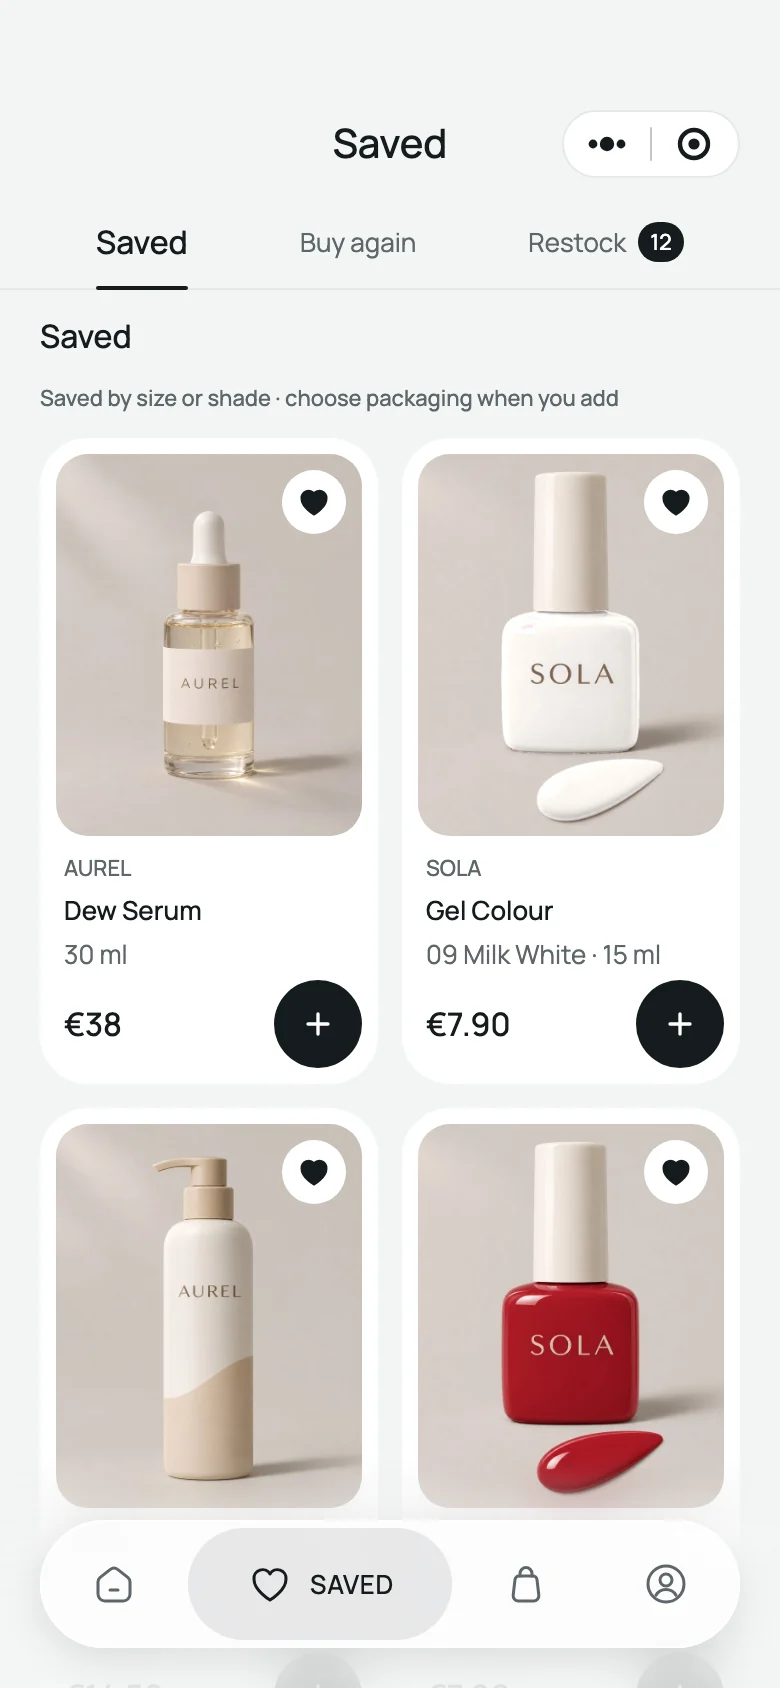 Saved
Saved
Buy again
Restock 12
Saved
Saved by size or shade · choose packaging when you add
AUREL
SOLA
AUREL
Dew Serum
30 ml
€38
SOLA
Gel Colour
09 Milk White · 15 ml
€7.90
AUREL
SOLA
SAVED